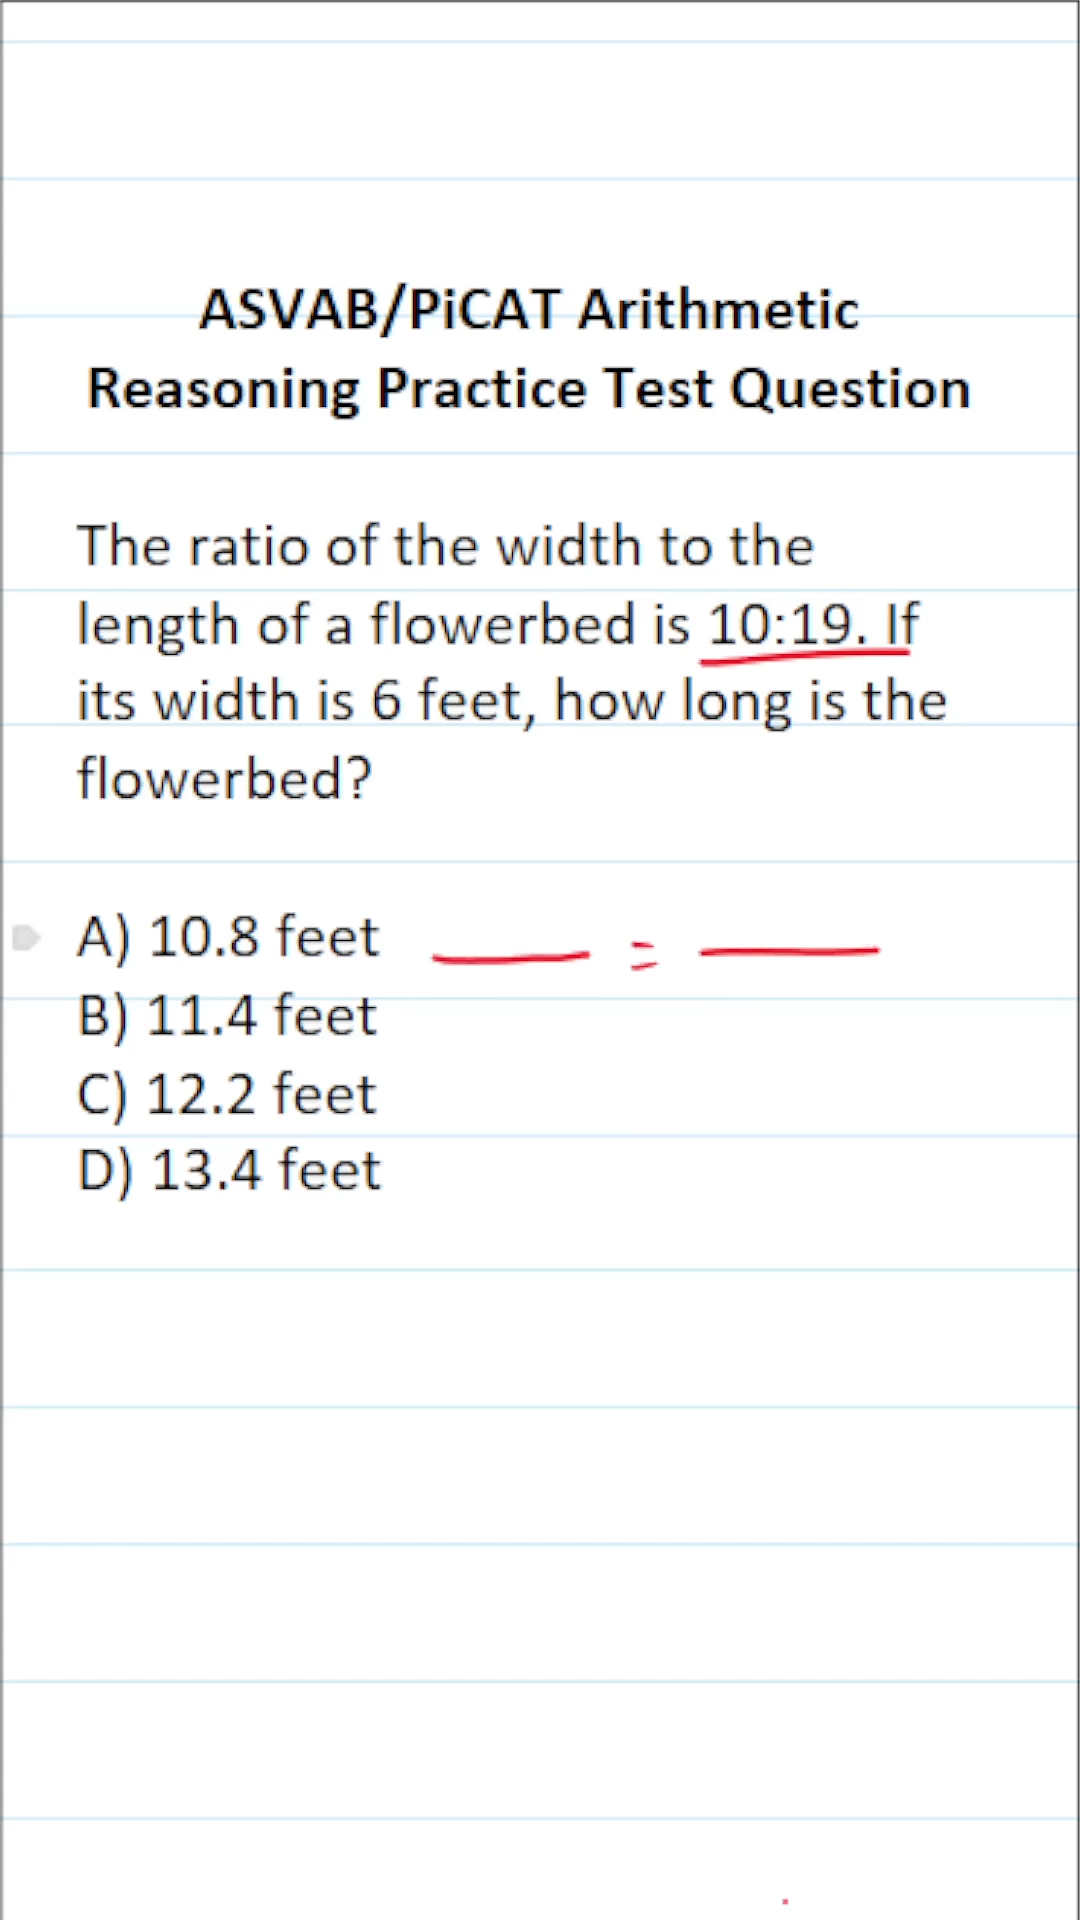 ASVAB/PiCAT Arithmetic
Reasoning Practice Test Question
The ratio of the width to the
length of a flowerbed is 10:19. If
its width is 6 feet, how long is the
flowerbed?
A) 10.8 feet
B) 11.4 feet
C) 12.2 feet
D) 13.4 feet